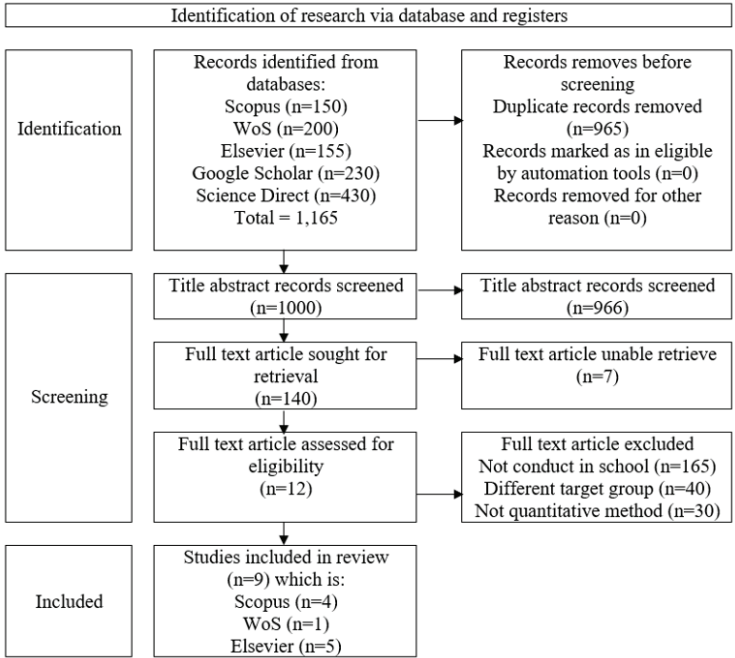 Identification of research via database and registers
Identification
Records identified from
databases:
Scopus (n=150)
WoS (n=200)
Elsevier (n=155)
Google Scholar (n=230)
Science Direct (n=430)
Total = 1,165
Records removes before
screening
Duplicate records removed
(n=965)
Records marked as in eligible
by automation tools (n=0)
Records removed for other
reason (n=0)
Screening
Title abstract records screened
(n=1000)
Title abstract records screened
(n=966)
Full text article sought for
retrieval
(n=140)
Full text article unable retrieve
(n=7)
Full text article assessed for
eligibility
(n=12)
Full text article excluded
Not conduct in school (n=165)
Different target group (n=40)
Not quantitative method (n=30)
Included
Studies included in review
(n=9) which is:
Scopus (n=4)
WoS (n=1)
Elsevier (n=5)